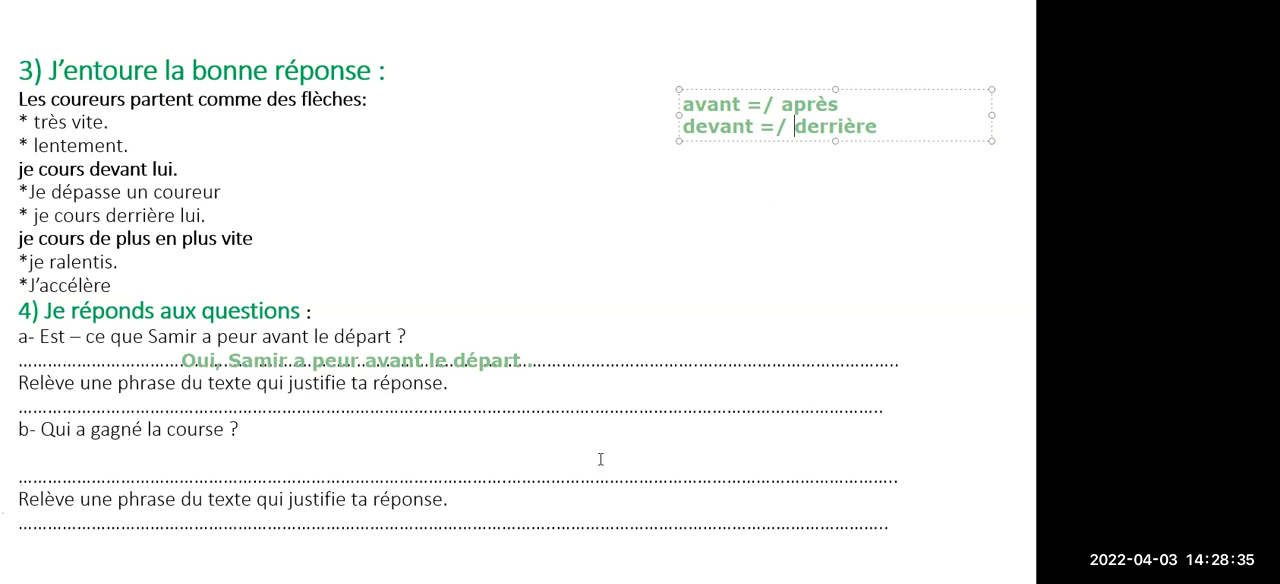 3) J’entoure la bonne réponse :
Les coureurs partent comme des flèches:
* très vite.
* lentement.
je cours devant lui.
*Je dépasse un coureur
* je cours derrière lui.
je cours de plus en plus vite
*je ralentis.
*J’accélère
avant =/ après
devant =/ derrière
4) Je réponds aux questions :
a- Est – ce que Samir a peur avant le départ ?
Oui, Samir a peur avant le départ .
Relève une phrase du texte qui justifie ta réponse.
b- Qui a gagné la course ?
Relève une phrase du texte qui justifie ta réponse.
2022-04-03 14:28:35